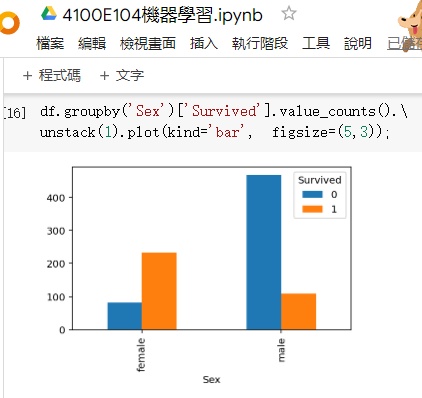 4100E104機器學習.ipynb
檔案 編輯 檢視畫面 插入 執行階段 工具 說明
+ 程式碼 + 文字
[16] df.groupby('Sex')['Survived'].value_counts().\
unstack(1).plot(kind='bar', figsize=(5,3));
Survived
0
1
400
300
200
100
0
female
male
Sex